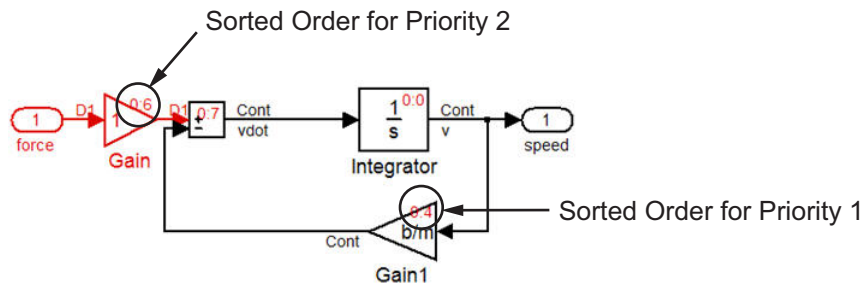 Sorted Order for Priority 2
D1
0:6
D1
0:7
Cont
1
s
0:0
Cont
1
force
1
Gain
+
−
vdot
Integrator
v
1
speed
0:4
b/m
Sorted Order for Priority 1
Cont
Gain1